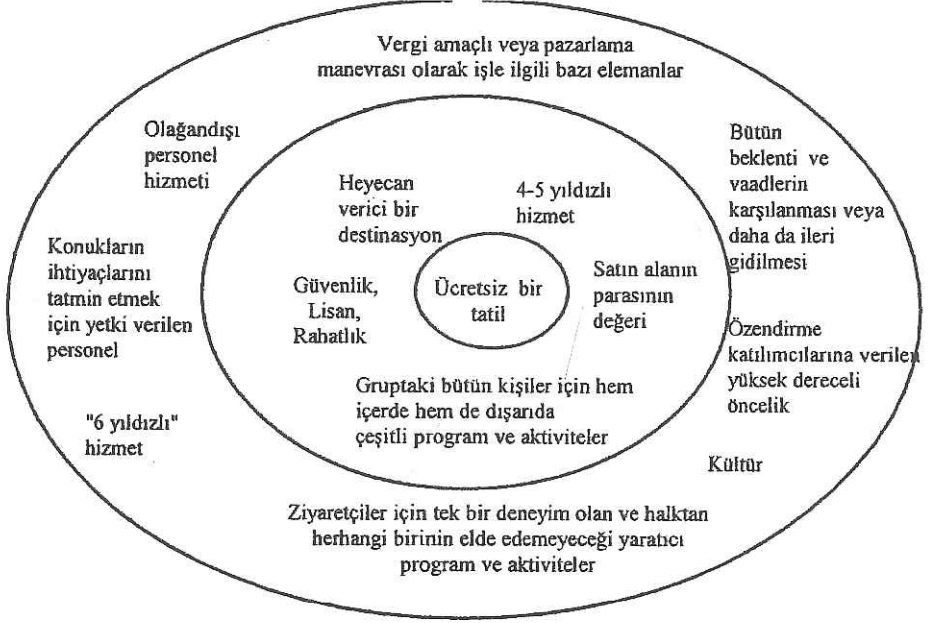 Vergi amaçlı veya pazarlama
manevrası olarak işle ilgili bazı elemanlar
Olağandışı
personel
hizmeti
Bütün
beklenti ve
vaadlerin
karşılanması veya
daha da ileri
gidilmesi
Heyecan
verici bir
destinasyon
4-5 yıldızlı
hizmet
Konukların
ihtiyaçlarını
tatmin etmek
için yetki verilen
personel
Güvenlik,
Lisan,
Rahatlık
Ücretsiz bir
tatil
Satın alanın
parasının
değeri
Özendirme
katılımcılarına verilen
yüksek dereceli
öncelik
Gruptaki bütün kişiler için hem
içerde hem de dışarıda
çeşitli program ve aktiviteler
"6 yıldızlı"
hizmet
Kültür
Ziyaretçiler için tek bir deneyim olan ve halktan
herhangi birinin elde edemeyeceği yaratıcı
program ve aktiviteler